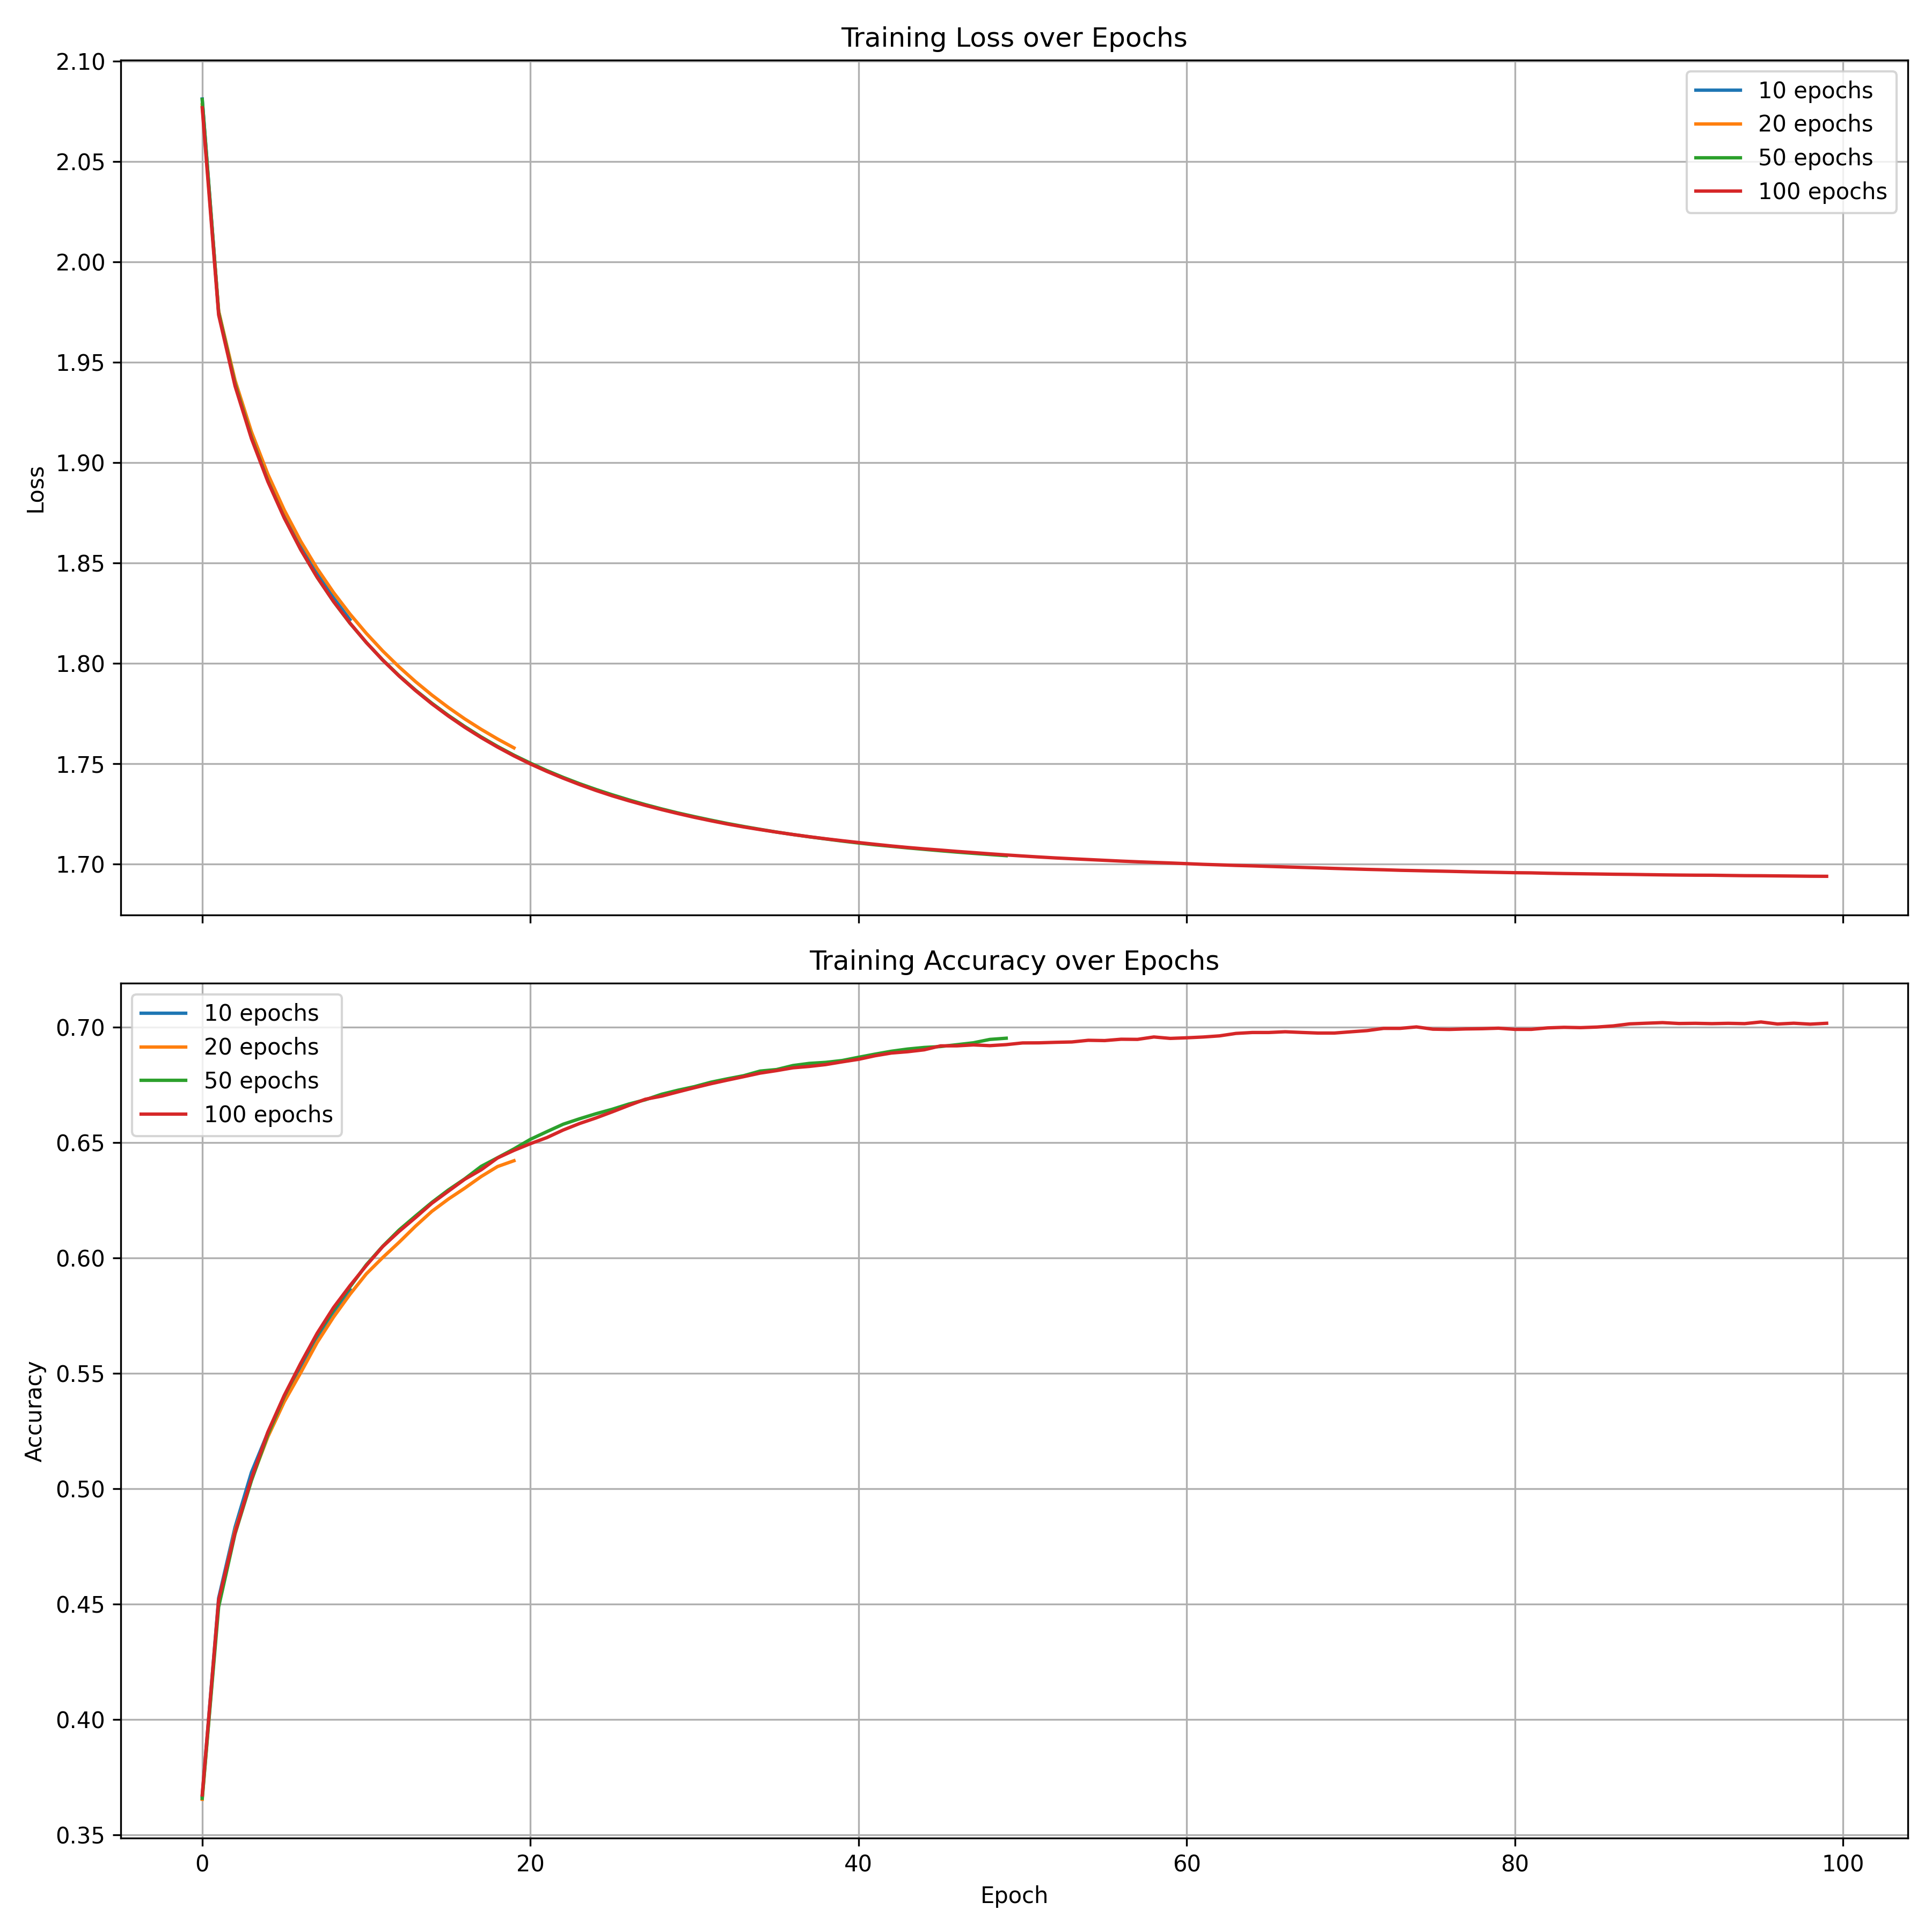 Training Loss over Epochs
2.10
2.05
2.00
1.95
1.90
1.85
1.80
1.75
1.70
Loss
10 epochs
20 epochs
50 epochs
100 epochs
Training Accuracy over Epochs
0.70
0.65
0.60
0.55
0.50
0.45
0.40
0.35
Accuracy
10 epochs
20 epochs
50 epochs
100 epochs
0 20 40 60 80 100
Epoch